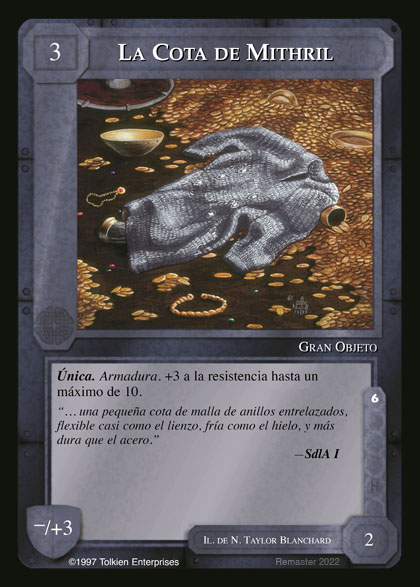 3
La Cota de Mithril
Gran Objeto
Única. Armadura. +3 a la resistencia hasta un
máximo de 10.
“… una pequeña cota de malla de anillos entrelazados,
flexible casi como el lienzo, fría como el hielo, y más
dura que el acero.”
–SdlA I
6
H
–/+3
Il. de N. Taylor Blanchard
2
©1997 Tolkien Enterprises
Remaster 2022